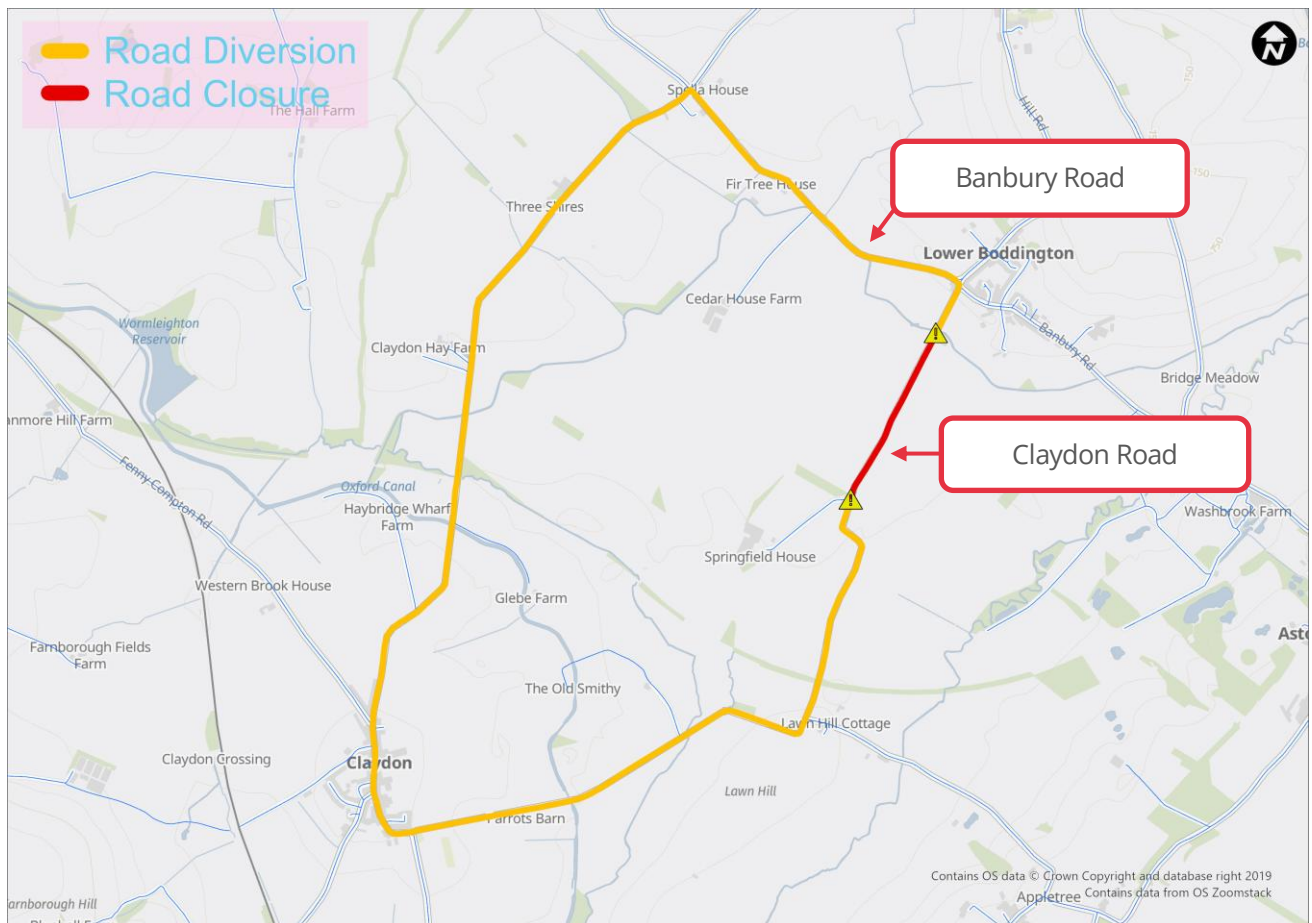 Road Diversion
Road Closure
The Hall Farm
N
Spella House
Hill Rd
150
150
150
Banbury Road
Fir Tree House
Three Shires
Lower Boddington
Cedar House Farm
Wormleighton
Reservoir
Claydon Hay Farm
Banbury Rd
Bridge Meadow
anmore Hill Farm
Claydon Road
Fenny Compton Rd
Oxford Canal
Haybridge Wharf
Farm
Washbrook Farm
Springfield House
Western Brook House
Glebe Farm
Farnborough Fields
Farm
Asto
The Old Smithy
Lawn Hill Cottage
Claydon Crossing
Claydon
Lawn Hill
Parrots Barn
Contains OS data © Crown Copyright and database right 2019
Appletree
Contains data from OS Zoomstack
arnborough Hill